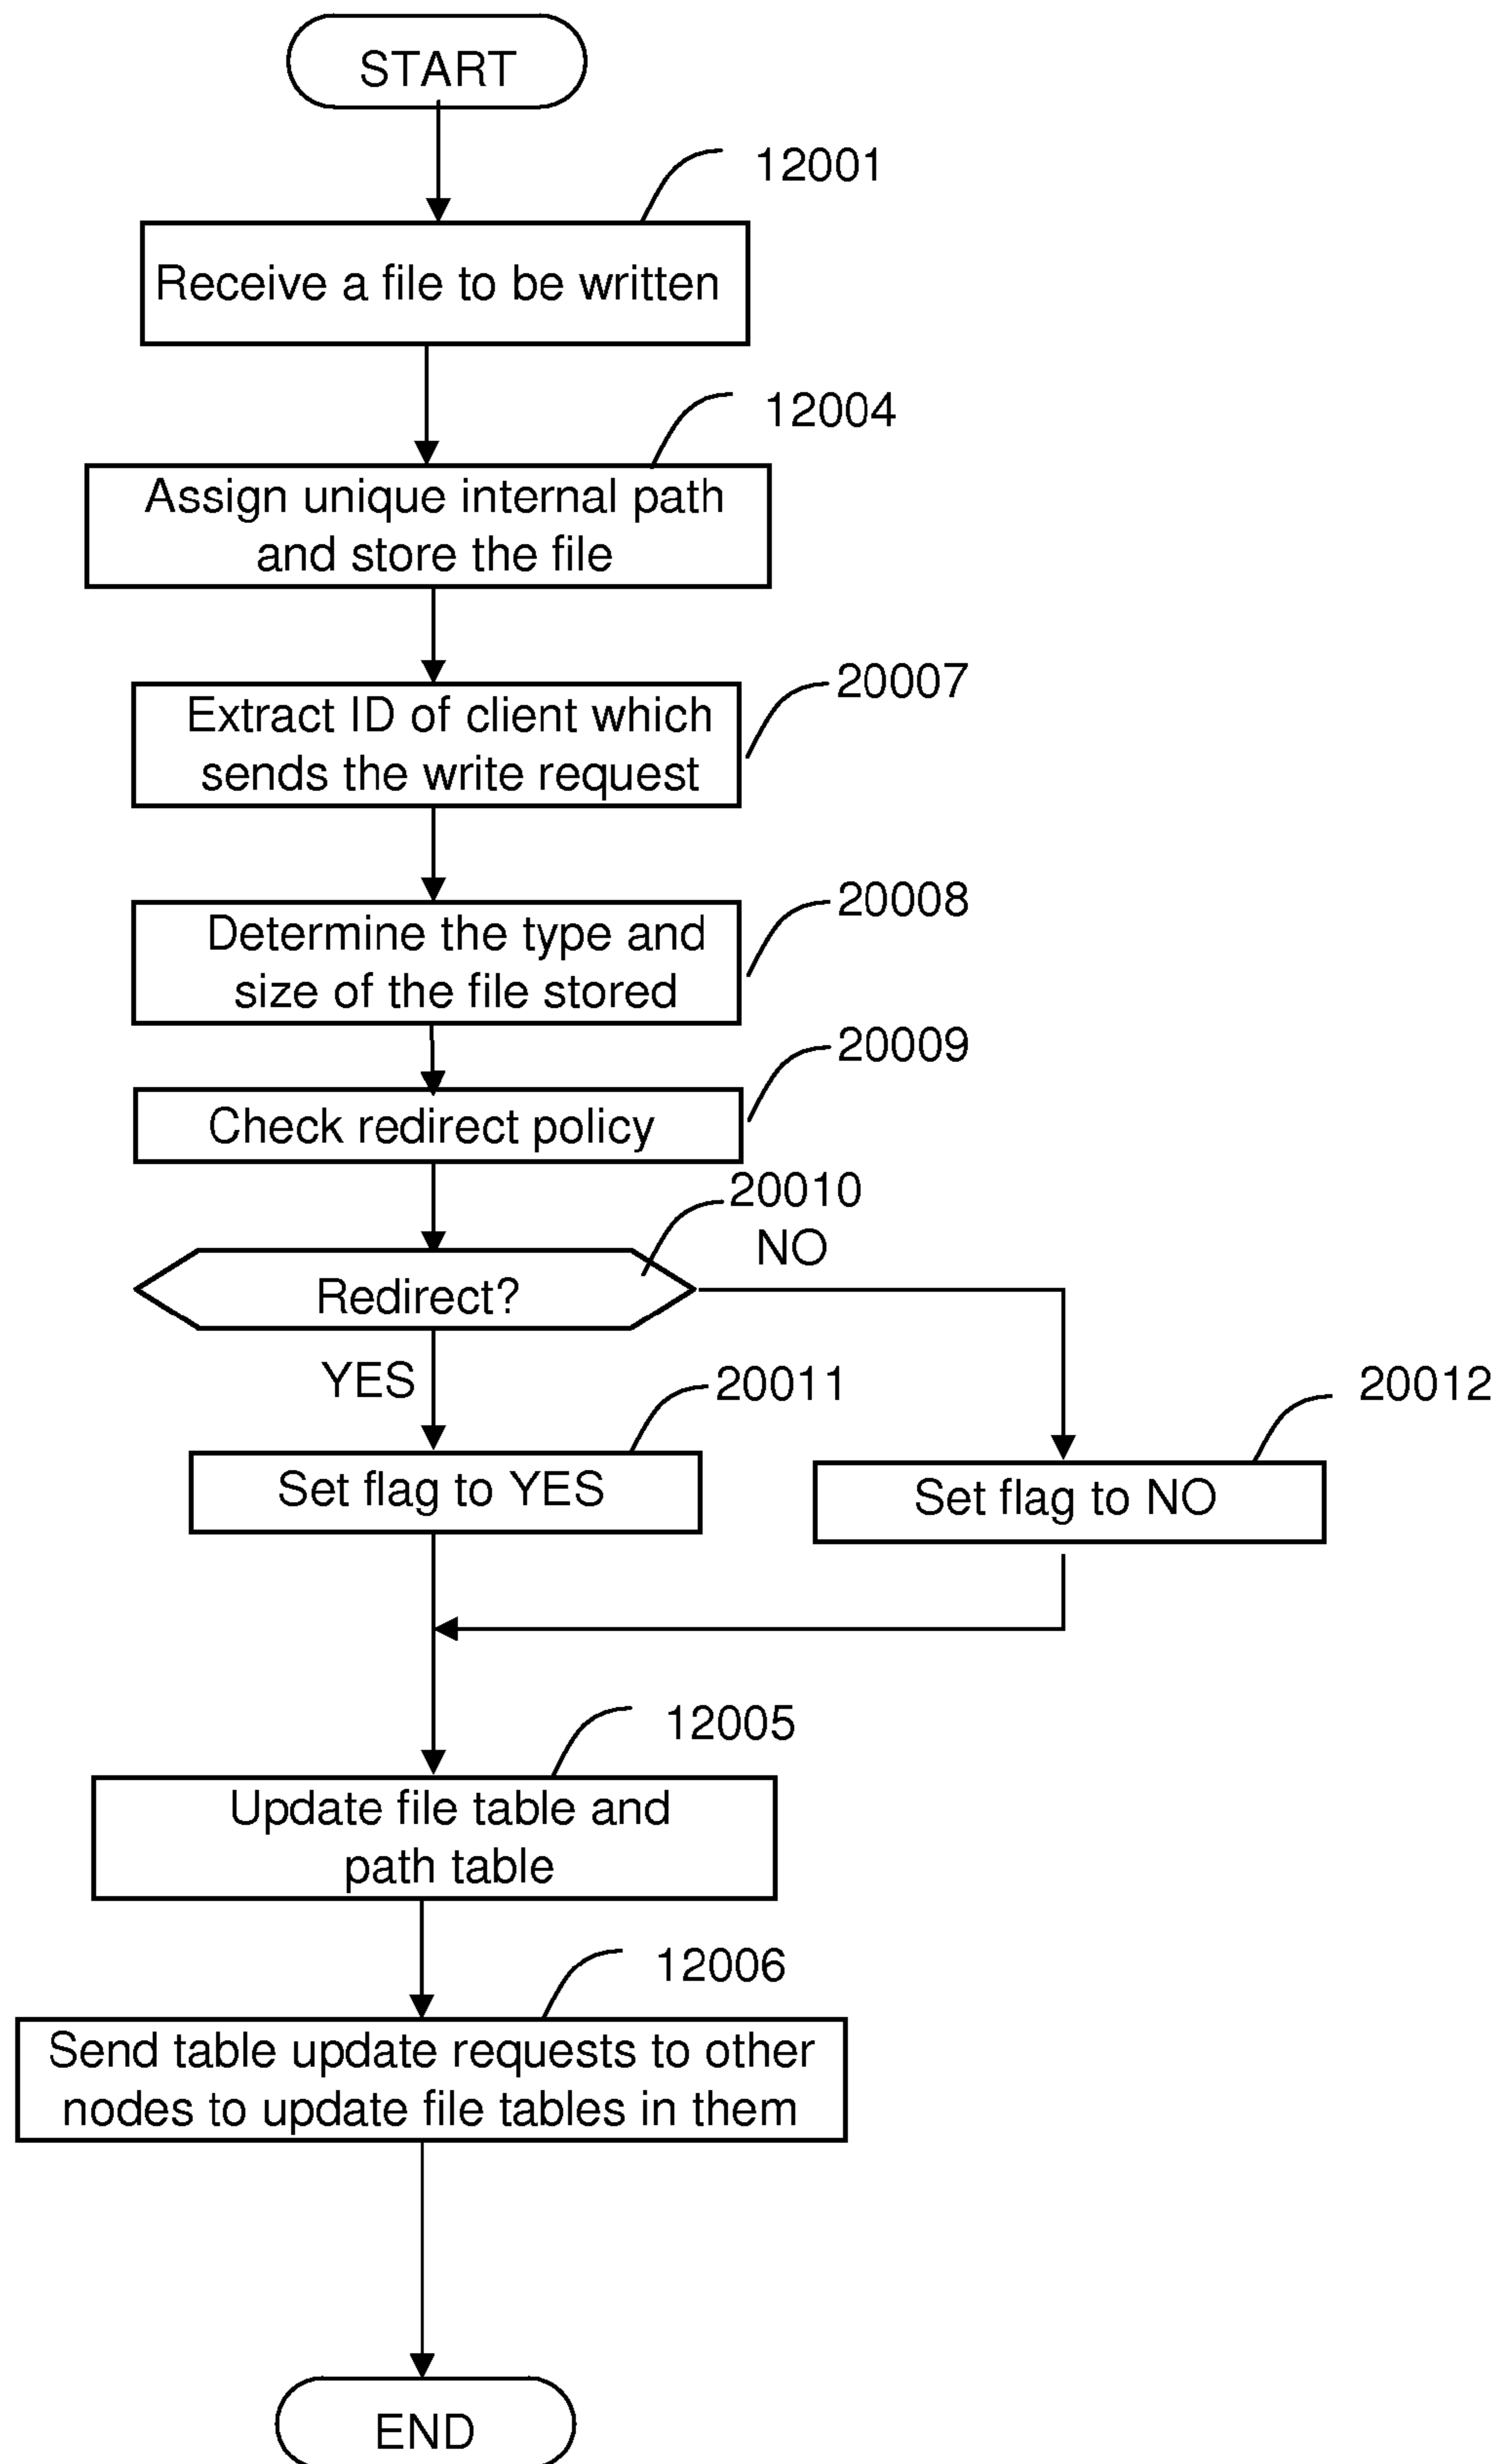 START
12001
Receive a file to be written
12004
Assign unique internal path
and store the file
20007
Extract ID of client which
sends the write request
20008
Determine the type and
size of the file stored
20009
Check redirect policy
20010
NO
Redirect?
YES
20011
20012
Set flag to YES
Set flag to NO
12005
Update file table and
path table
12006
Send table update requests to other
nodes to update file tables in them
END